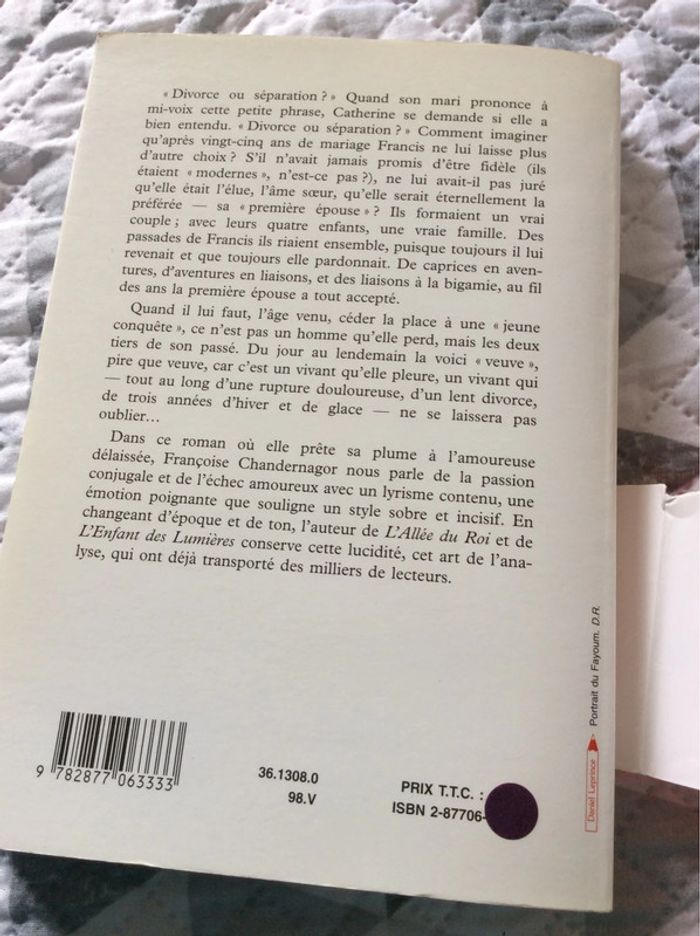 « Divorce ou séparation ? » Quand son mari prononce à
mi-voix cette petite phrase, Catherine se demande si elle a
bien entendu. « Divorce ou séparation ? » Comment imaginer
qu'après vingt-cinq ans de mariage Francis ne lui laisse plus
d'autre choix ? S'il n'avait jamais promis d'être fidèle (ils
étaient « modernes », n'est-ce pas ?), ne lui avait-il pas juré
qu'elle était l'élue, l'âme sœur, qu'elle serait éternellement la
préférée — sa « première épouse » ? Ils formaient un vrai
couple ; avec leurs quatre enfants, une vraie famille. Des
passades de Francis ils riaient ensemble, puisque toujours il lui
revenait et que toujours elle pardonnait. De caprices en aven-
tures, d'aventures en liaisons, et des liaisons à la bigamie, au fil
des ans la première épouse a tout accepté.
Quand il lui faut, l'âge venu, céder la place à une « jeune
conquête », ce n'est pas un homme qu'elle perd, mais les deux
tiers de son passé. Du jour au lendemain la voici « veuve »,
pire que veuve, car c'est un vivant qu'elle pleure, un vivant qui
— tout au long d'une rupture douloureuse, d'un lent divorce,
de trois années d'hiver et de glace — ne se laissera pas
oublier...
Dans ce roman où elle prête sa plume à l'amoureuse
délaissée, Françoise Chandernagor nous parle de la passion
conjugale et de l'échec amoureux avec un lyrisme contenu, une
émotion poignante que souligne un style sobre et incisif. En
changeant d'époque et de ton, l'auteur de L'Allée du Roi et de
L'Enfant des Lumières conserve cette lucidité, cet art de l'ana-
lyse, qui ont déjà transporté des milliers de lecteurs.
Daniel Leprince Portrait du Fayoum. D.R.
9 782877 063333
36.1308.0
98.V
PRIX T.T.C. :
ISBN 2-87706-